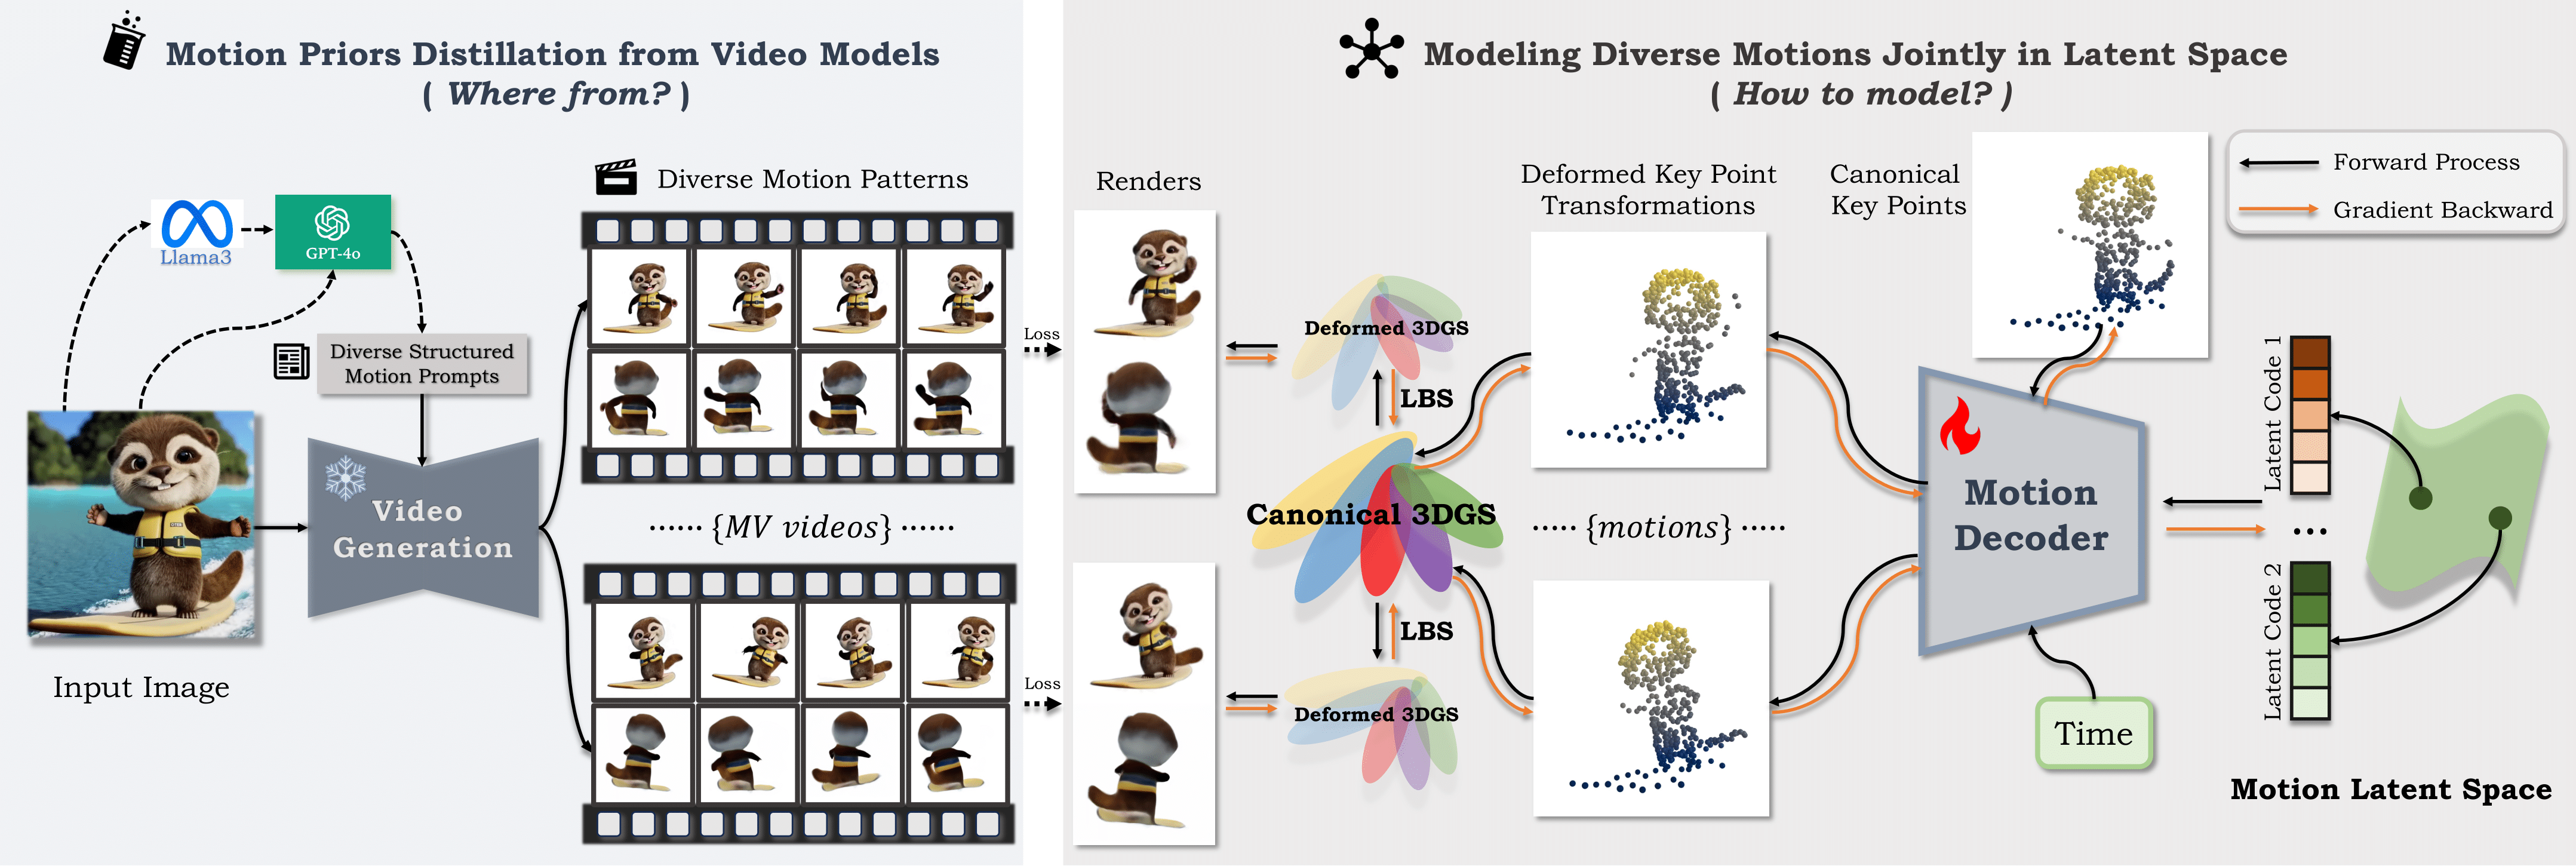 Motion Priors Distillation from Video Models
( Where from? )
Llama3
GPT-4o
Diverse Structured
Motion Prompts
Input Image
Video
Generation
Diverse Motion Patterns
...... {MV videos} ......
Loss
Loss
Modeling Diverse Motions Jointly in Latent Space
( How to model? )
Renders
Deformed 3DGS
LBS
Canonical 3DGS
LBS
Deformed 3DGS
Deformed Key Point
Transformations
..... {motions} .....
Canonical
Key Points
Forward Process
Gradient Backward
Motion
Decoder
Time
Latent Code 1
...
Latent Code 2
Motion Latent Space